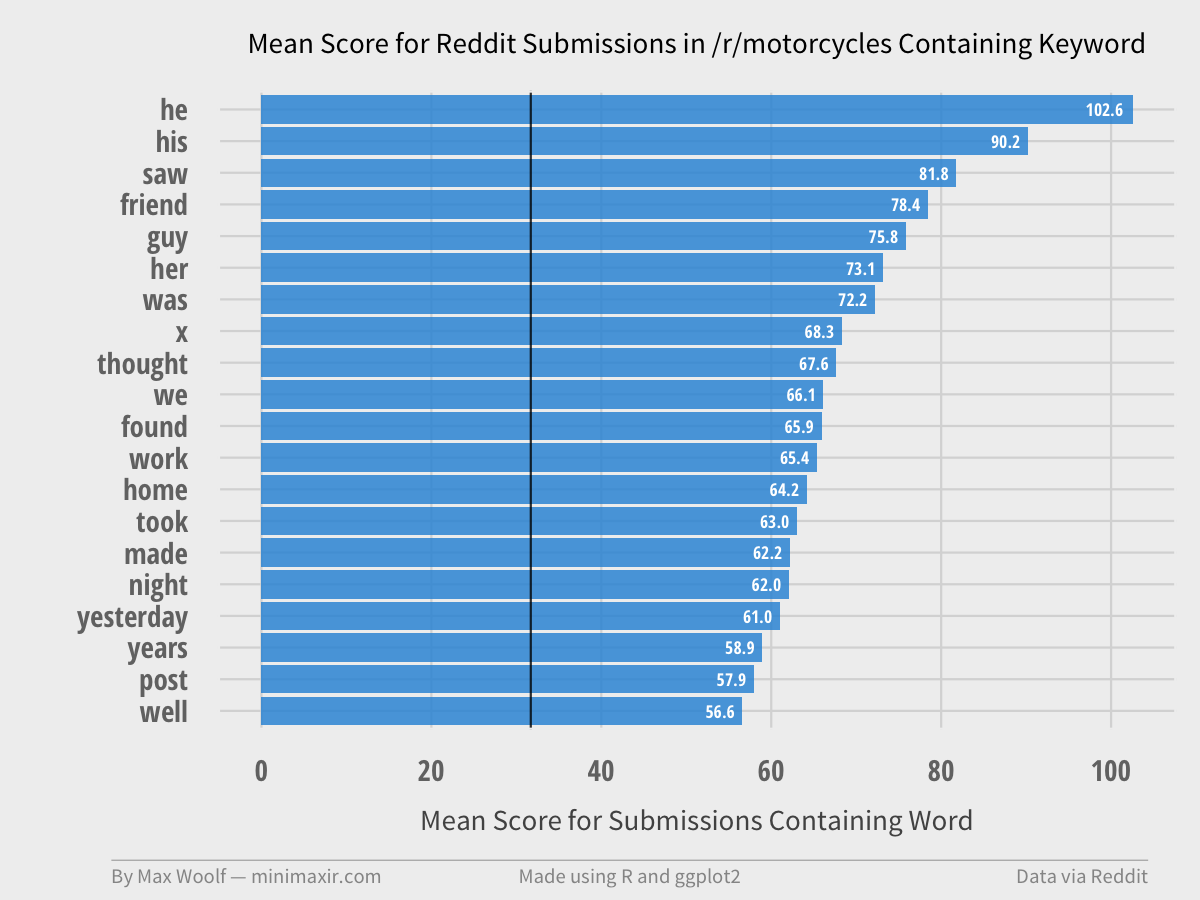 Mean Score for Reddit Submissions in /r/motorcycles Containing Keyword
he 102.6
his 90.2
saw 81.8
friend 78.4
guy 75.8
her 73.1
was 72.2
x 68.3
thought 67.6
we 66.1
found 65.9
work 65.4
home 64.2
took 63.0
made 62.2
night 62.0
yesterday 61.0
years 58.9
post 57.9
well 56.6
0 20 40 60 80 100
Mean Score for Submissions Containing Word
By Max Woolf — minimaxir.com Made using R and ggplot2 Data via Reddit